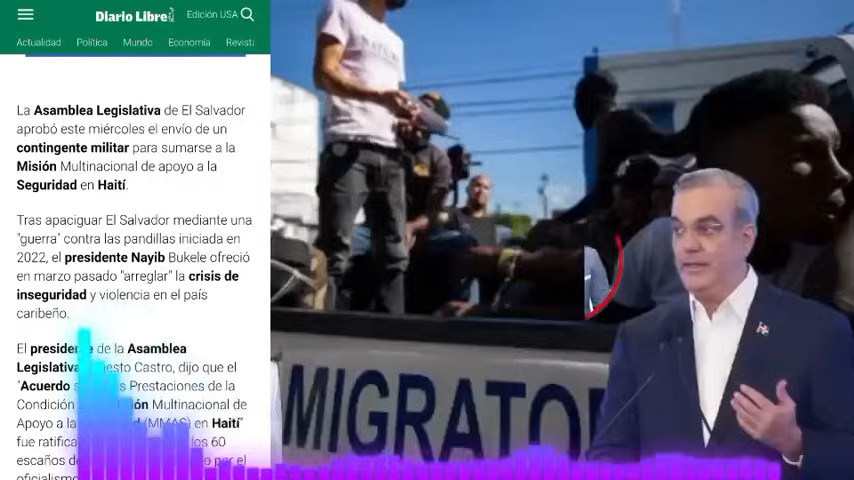 Diario Libre
Edición USA
Actualidad Política Mundo Economía Revista
La Asamblea Legislativa de El Salvador
aprobó este miércoles el envío de un
contingente militar para sumarse a la
Misión Multinacional de apoyo a la
Seguridad en Haití.
Tras apaciguar El Salvador mediante una
"guerra" contra las pandillas iniciada en
2022, el presidente Nayib Bukele ofreció
en marzo pasado "arreglar" la crisis de
inseguridad y violencia en el país
caribeño.
El presidente de la Asamblea
Legislativa esto Castro, dijo que el
"Acuerdo s Prestaciones de la
Condición Multinacional de
Apoyo a la d (MMAS) en Haití"
fue ratifica los 60
escaños de o por el
oficialismo
MIGRATOR